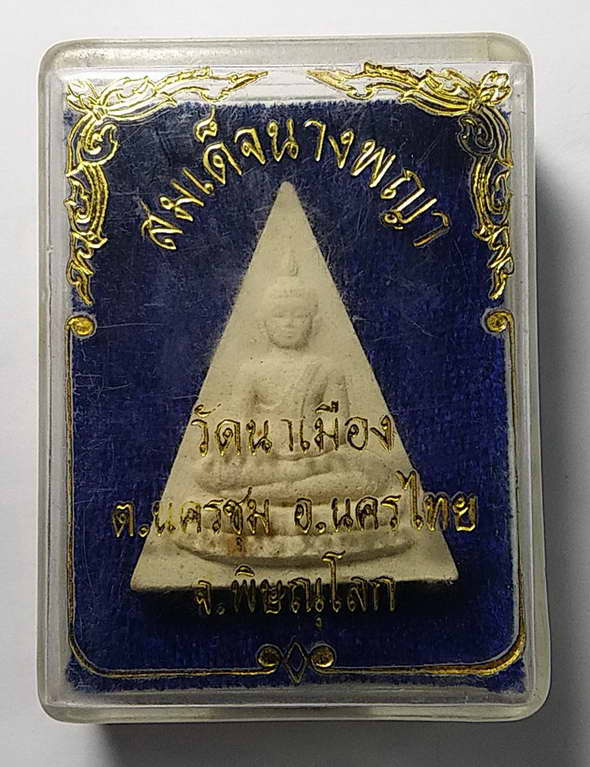 สมเด็จนางพญา
วัดนาเมือง
ต.นครชุม อ.นครไทย
จ.พิษณุโลก